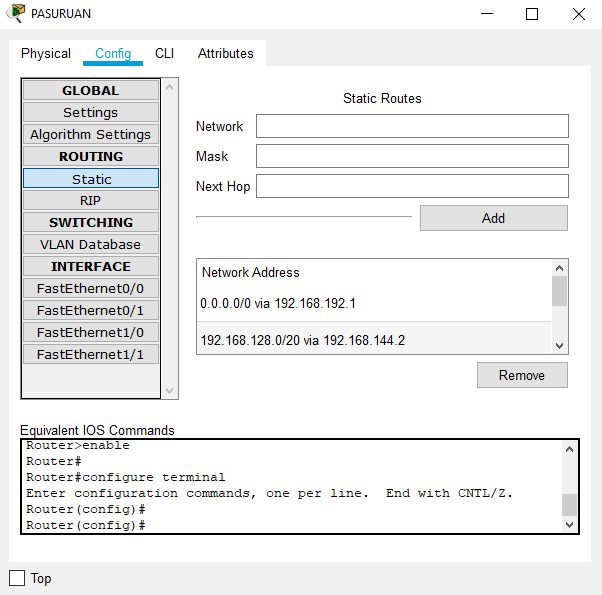 PASURUAN
Physical Config CLI Attributes
GLOBAL
Settings
Algorithm Settings
ROUTING
Static
RIP
SWITCHING
VLAN Database
INTERFACE
FastEthernet0/0
FastEthernet0/1
FastEthernet1/0
FastEthernet1/1
Static Routes
Network
Mask
Next Hop
Add
Network Address
0.0.0.0/0 via 192.168.192.1
192.168.128.0/20 via 192.168.144.2
Remove
Equivalent IOS Commands
Router>enable
Router#
Router#configure terminal
Enter configuration commands, one per line.  End with CNTL/Z.
Router(config)#
Router(config)#
Top